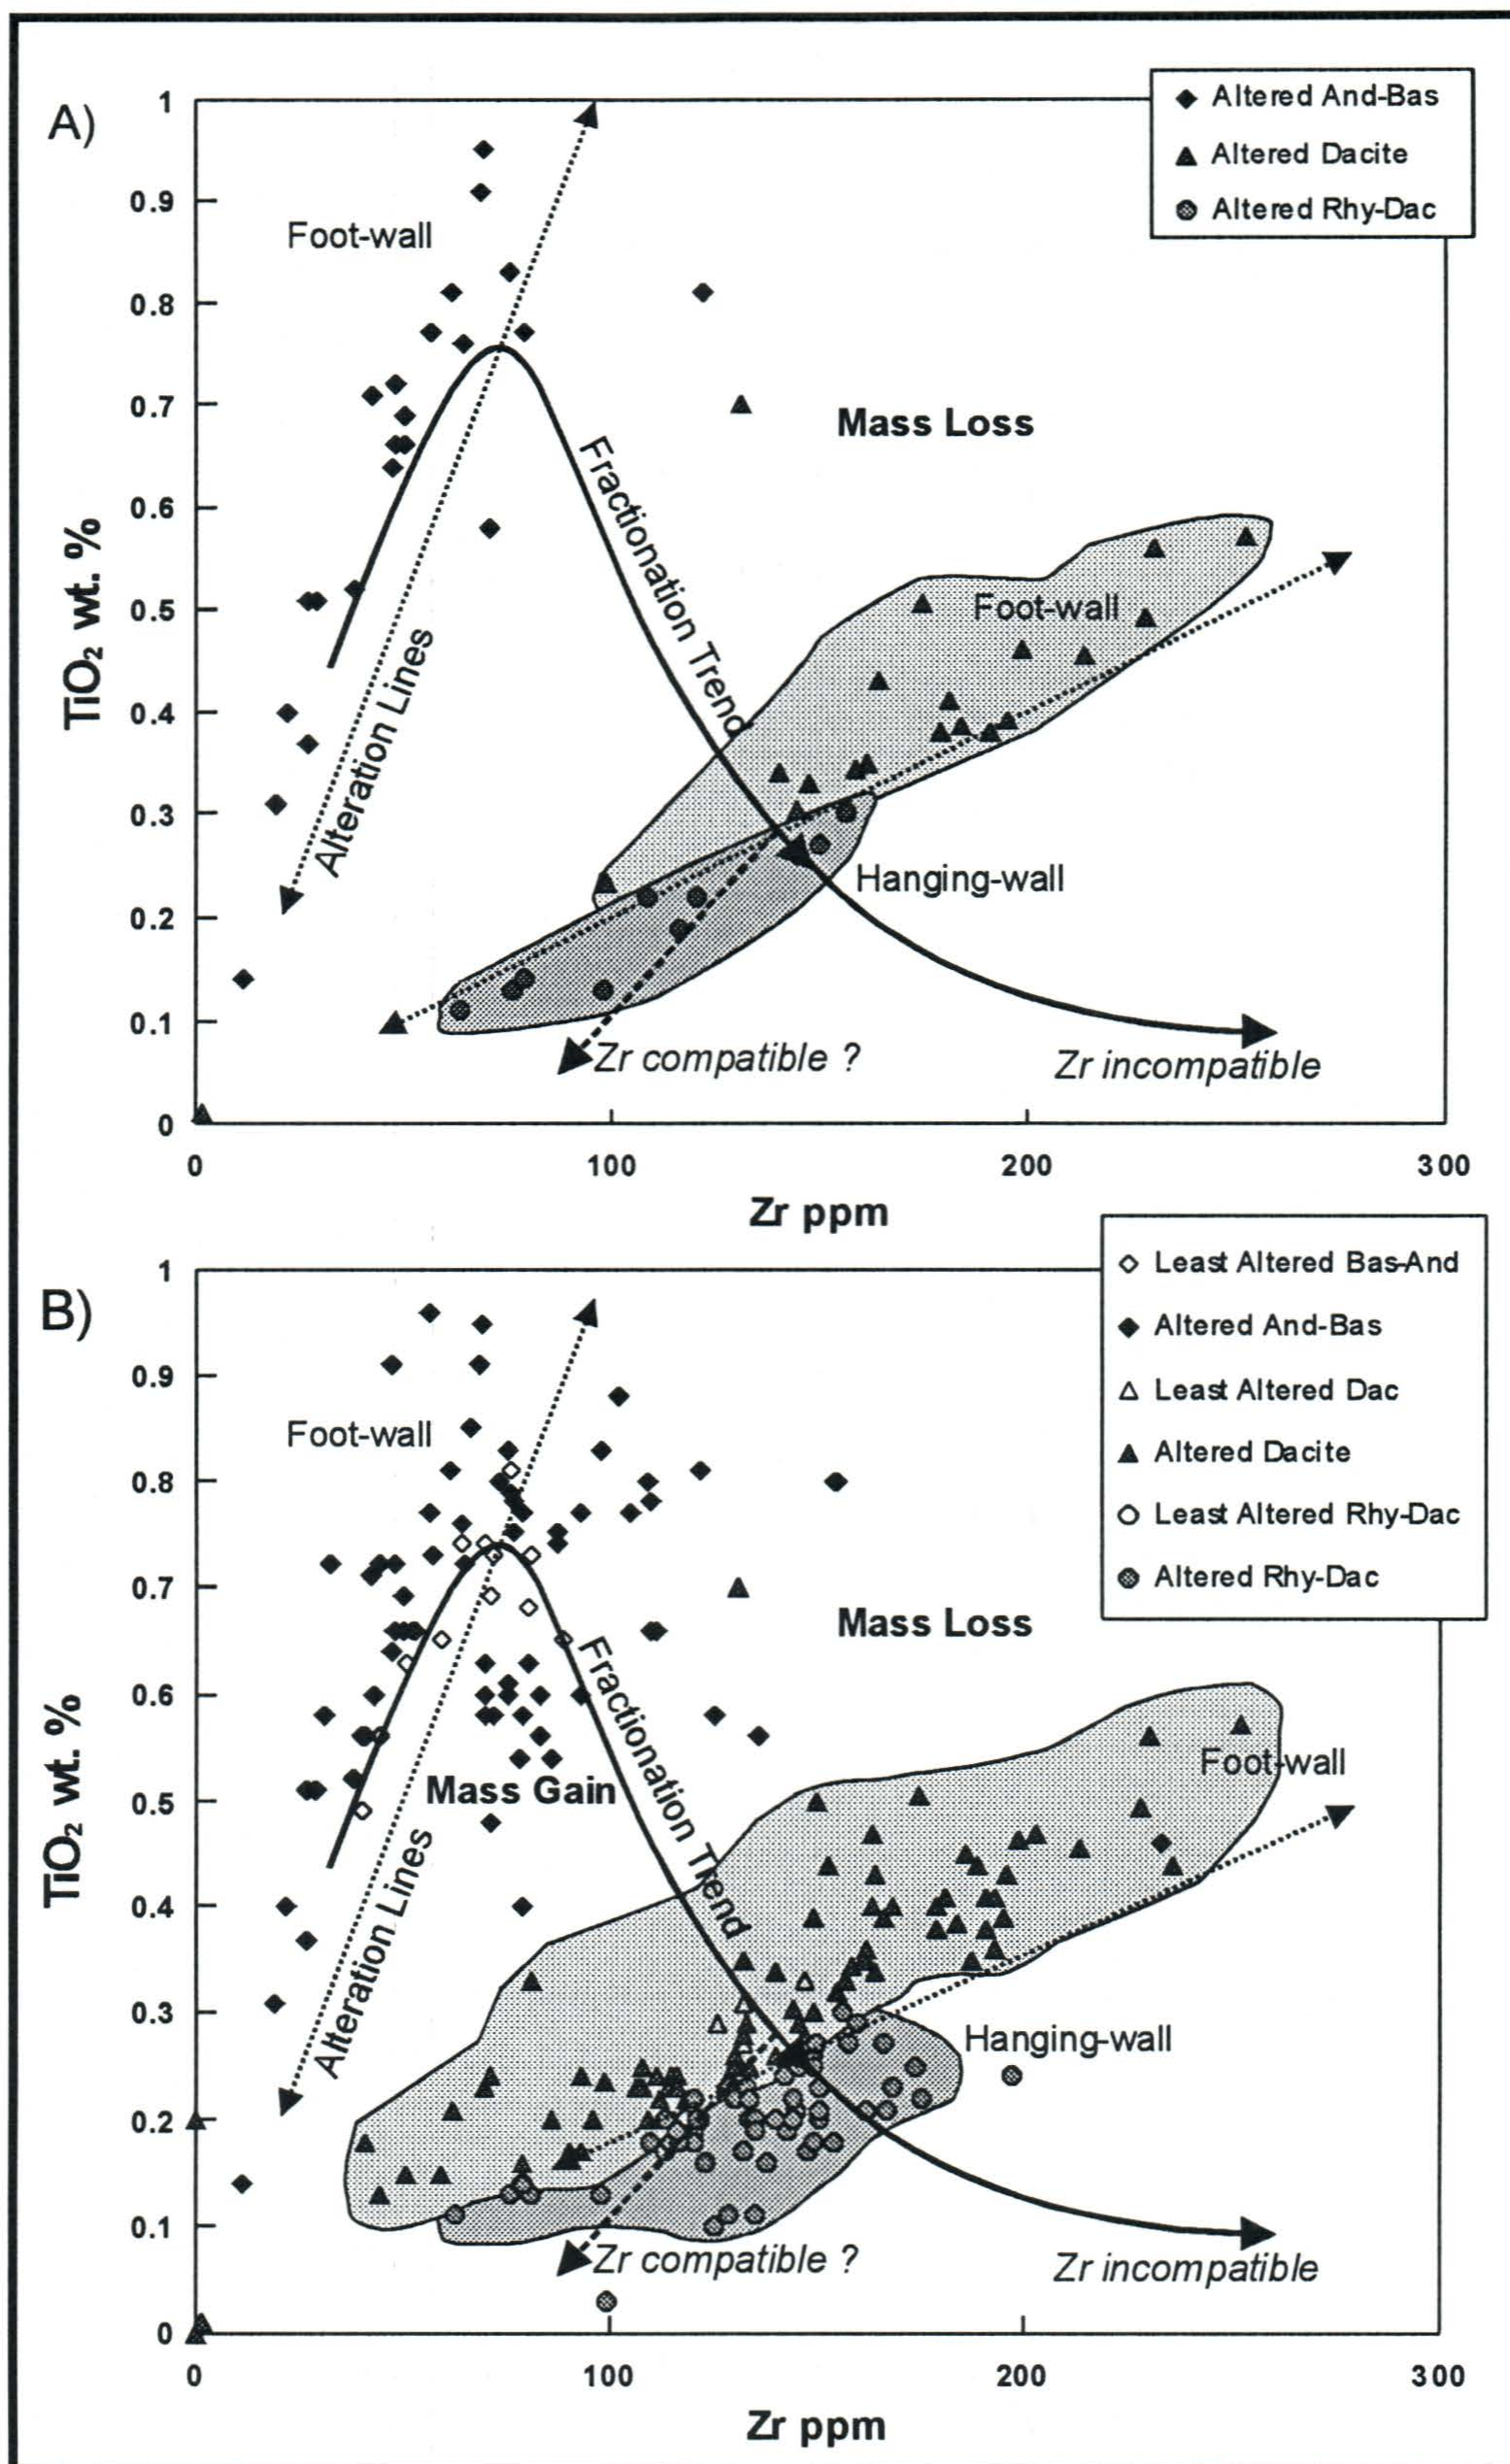 A)
Altered And-Bas
Altered Dacite
Altered Rhy-Dac
1
0.9
0.8
0.7
0.6
0.5
0.4
0.3
0.2
0.1
0
TiO₂ wt. %
Foot-wall
Mass Loss
Fractionation Trend
Foot-wall
Alteration Lines
Hanging-wall
Zr compatible ?
Zr incompatible
0
100
200
300
Zr ppm
B)
Least Altered Bas-And
Altered And-Bas
Least Altered Dac
Altered Dacite
Least Altered Rhy-Dac
Altered Rhy-Dac
1
0.9
0.8
0.7
0.6
0.5
0.4
0.3
0.2
0.1
0
TiO₂ wt. %
Foot-wall
Mass Loss
Fractionation Trend
Foot-wall
Mass Gain
Alteration Lines
Hanging-wall
Zr compatible ?
Zr incompatible
0
100
200
300
Zr ppm